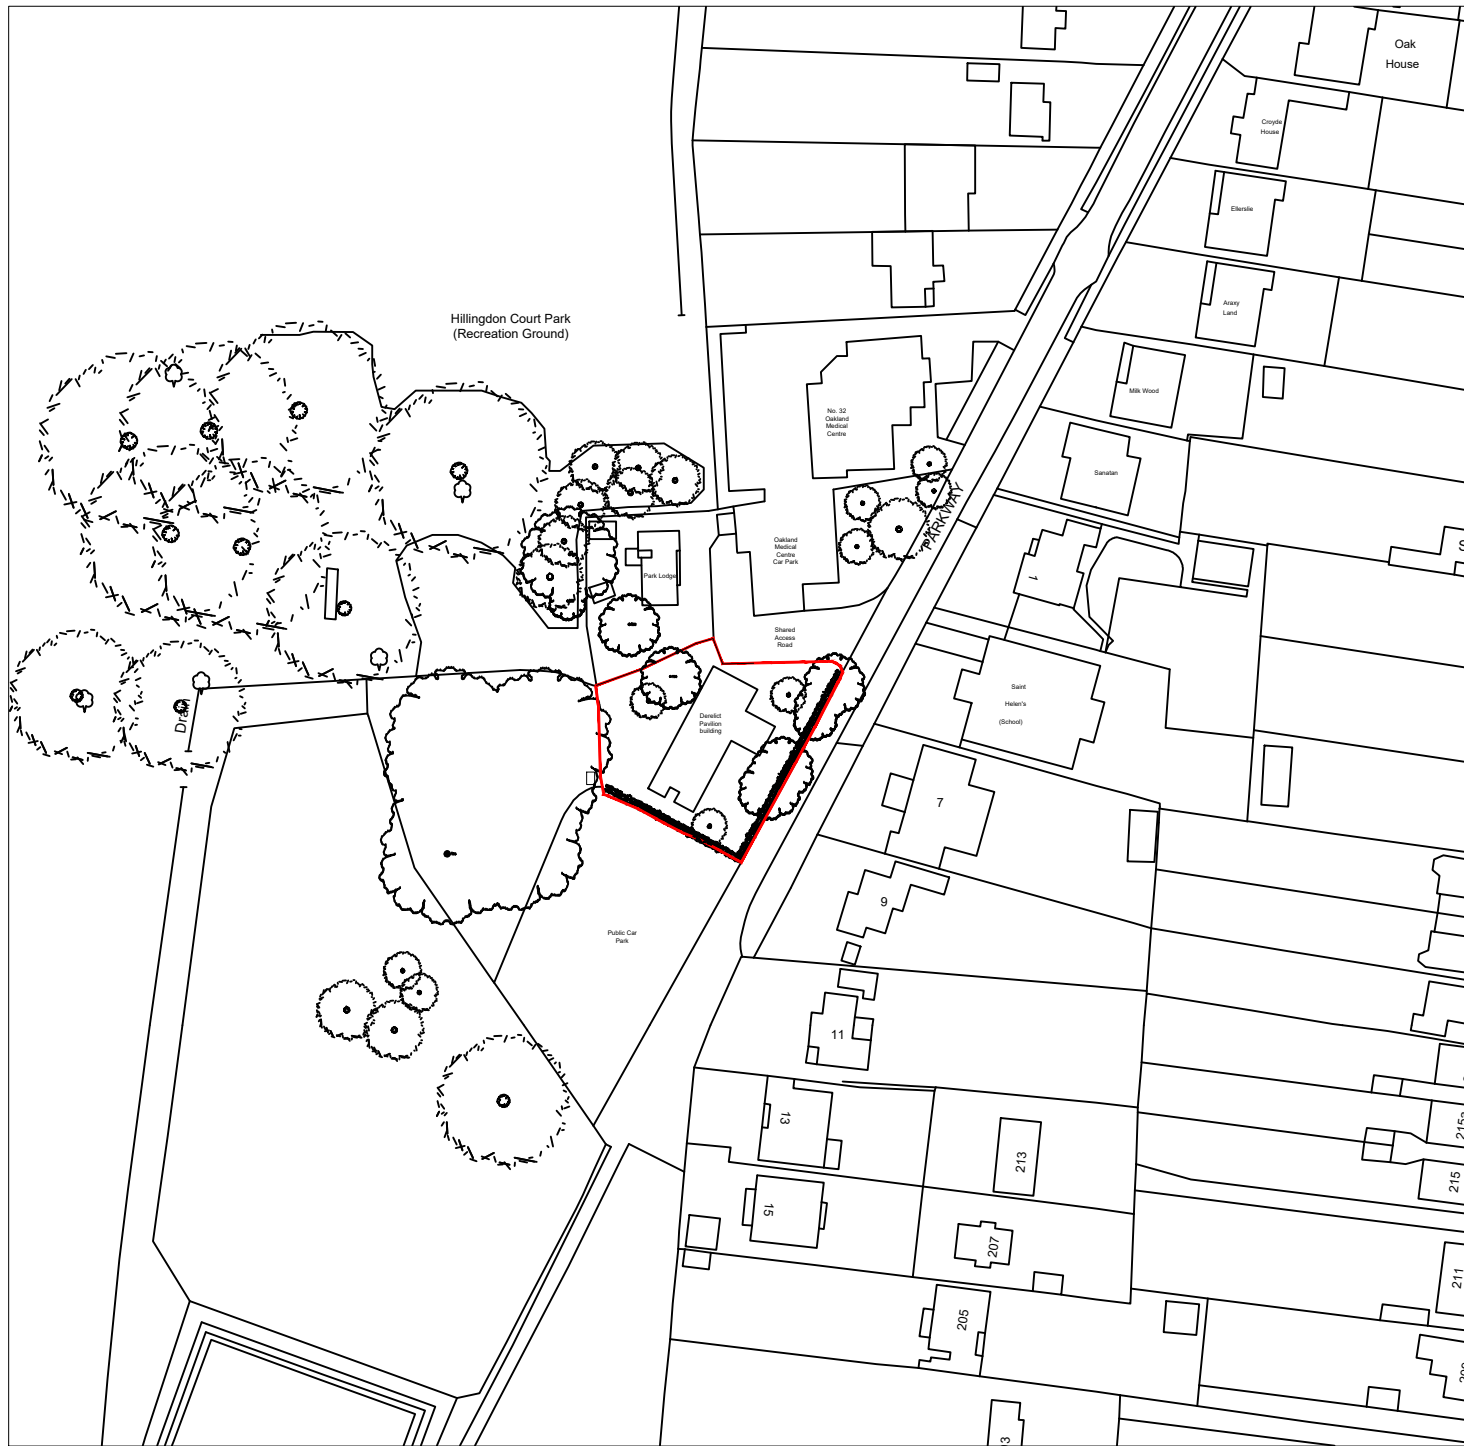 Oak
House
Croyde
House
Ellerslie
Araxy
Land
Hillingdon Court Park
(Recreation Ground)
Milk Wood
No. 32
Oakland
Medical
Centre
Sanatan
PARKWAY
Oakland
Medical
Centre
Car Park
Park Lodge
1
Shared
Access
Road
Saint
Helen's
(School)
Drain
Derelict
Pavilion
building
7
9
Public Car
Park
11
13
213
215
15
207
211
205